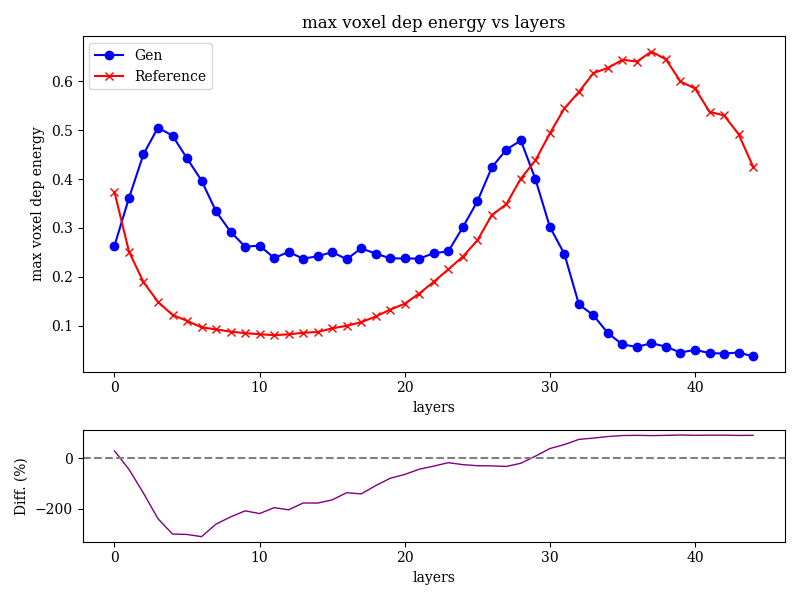 max voxel dep energy vs layers
Gen
Reference
max voxel dep energy
0.6
0.5
0.4
0.3
0.2
0.1
0 10 20 30 40
layers
Diff. (%)
0
−200
0 10 20 30 40
layers